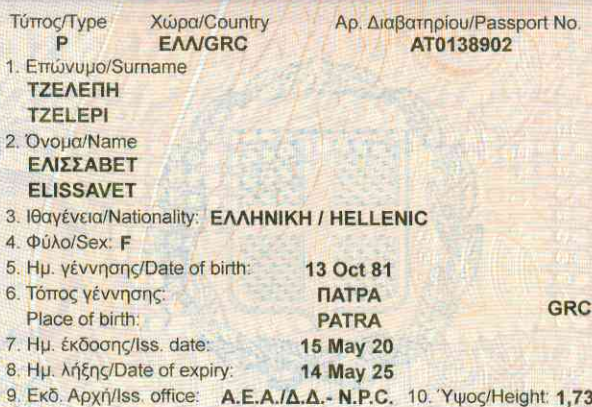 Τύπος/Type Χώρα/Country Αρ. Διαβατηρίου/Passport No.
P ΕΛΛ/GRC AT0138902
1. Επώνυμο/Surname
ΤΖΕΛΕΠΗ
TZELEPI
2. Όνομα/Name
ΕΛΙΣΣΑΒΕΤ
ELISSAVET
3. Ιθαγένεια/Nationality: ΕΛΛΗΝΙΚΗ / HELLENIC
4. Φύλο/Sex: F
5. Ημ. γέννησης/Date of birth: 13 Oct 81
6. Τόπος γέννησης: ΠΑΤΡΑ
Place of birth: PATRA GRC
7. Ημ. έκδοσης/Iss. date: 15 May 20
8. Ημ. λήξης/Date of expiry: 14 May 25
9. Εκδ. Αρχή/Iss. office: Α.Ε.Α./Δ.Δ.- N.P.C. 10. Ύψος/Height: 1,73